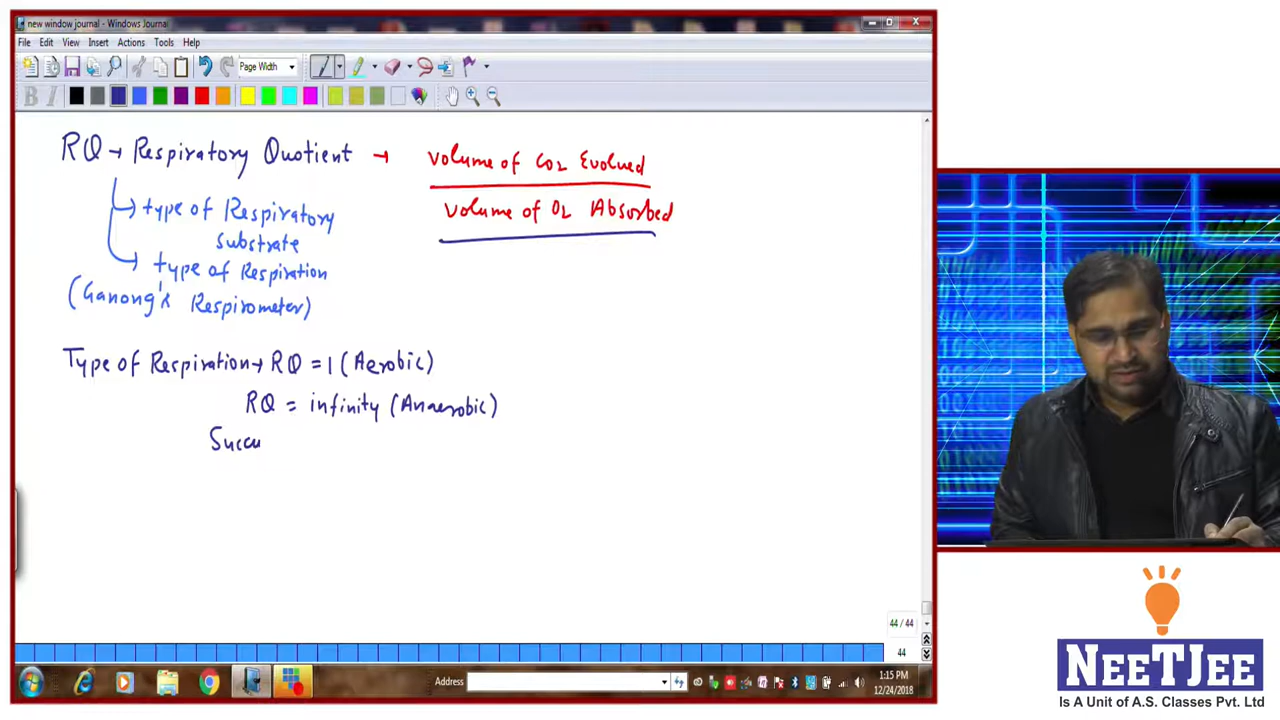 new window journal - Windows Journal
File Edit View Insert Actions Tools Help
Page Width
B I
RQ → Respiratory Quotient → Volume of CO2 Evolved
Volume of O2 Absorbed
type of Respiratory
substrate
type of Respiration
(Ganong's Respirometer)
Type of Respiration → RQ = 1 (Aerobic)
RQ = infinity (Anaerobic)
Succu
44 / 44
44
Address
1:15 PM
12/24/2018
NEETJEE
Is A Unit of A.S. Classes Pvt. Ltd